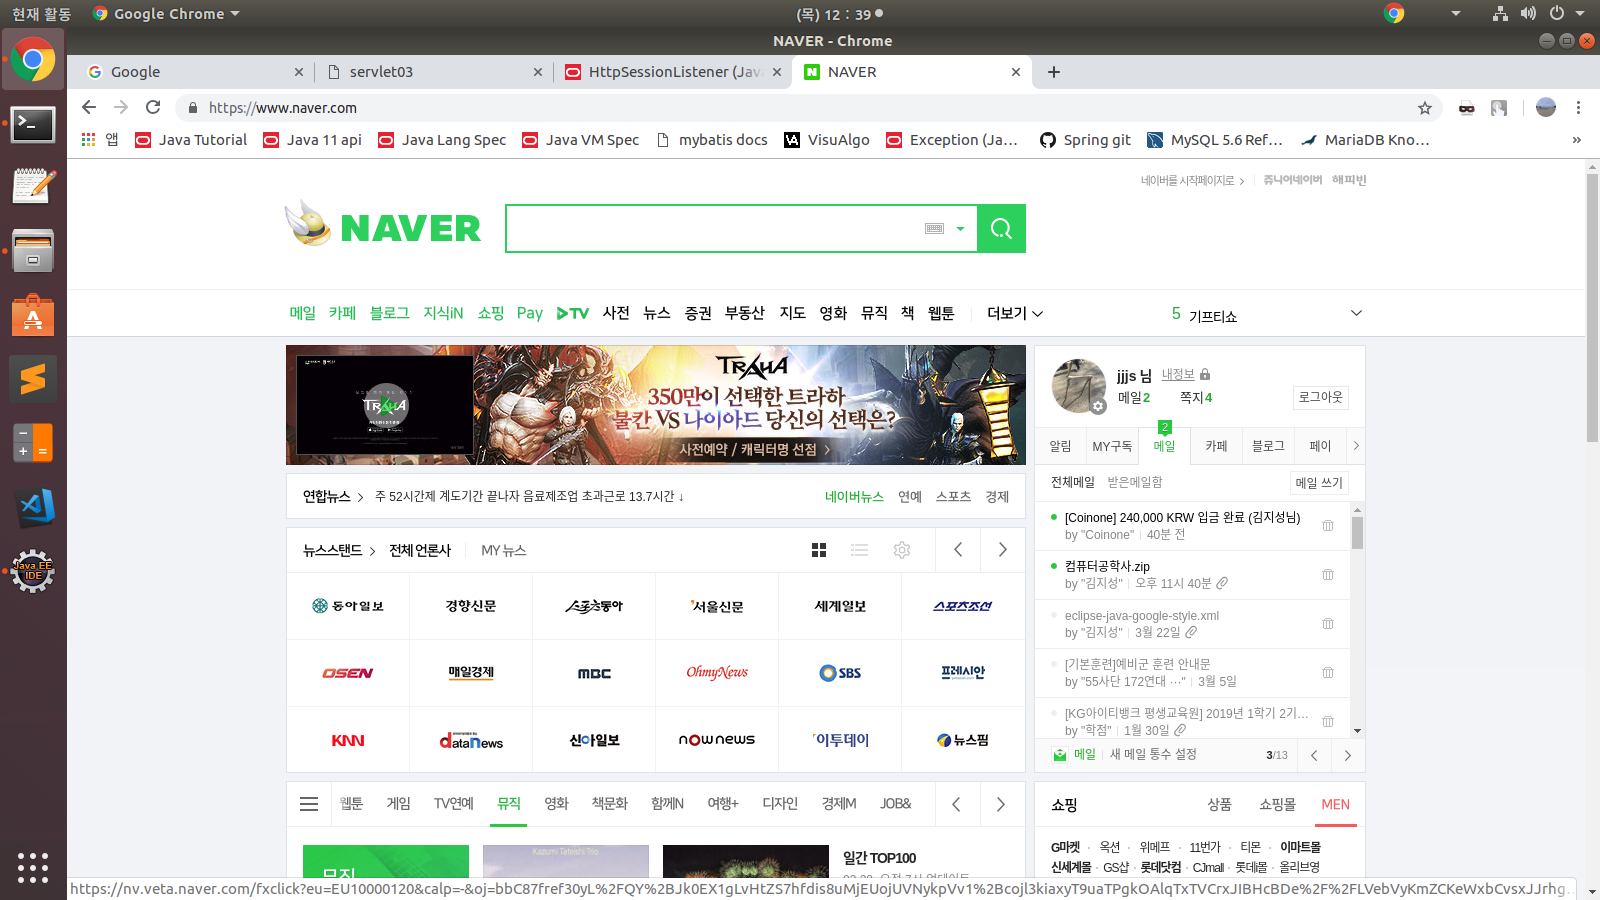 현재 활동
Google Chrome
(목) 12 : 39
NAVER - Chrome
Google
servlet03
HttpSessionListener (Jav
NAVER
https://www.naver.com
앱
Java Tutorial
Java 11 api
Java Lang Spec
Java VM Spec
mybatis docs
VisuAlgo
Exception (Ja…
Spring git
MySQL 5.6 Ref…
MariaDB Kno…
네이버를 시작페이지로
쥬니어네이버
해피빈
NAVER
메일 카페 블로그 지식iN 쇼핑 Pay TV 사전 뉴스 증권 부동산 지도 영화 뮤직 책 웹툰 더보기
5 기프티쇼
TRAHA
350만이 선택한 트라하
불칸 VS 나이아드 당신의 선택은?
사전예약 / 캐릭터명 선점
TRAHA
jjjs 님 내정보
메일2 쪽지4
로그아웃
2
알림 MY구독 메일 카페 블로그 페이
전체메일 받은메일함 메일 쓰기
[Coinone] 240,000 KRW 입금 완료 (김지성님)
by "Coinone" 40분 전
컴퓨터공학사.zip
by "김지성" 오후 11시 40분
eclipse-java-google-style.xml
by "김지성" 3월 22일
[기본훈련]예비군 훈련 안내문
by "55사단 172연대 …" 3월 5일
[KG아이티뱅크 평생교육원] 2019년 1학기 2기…
by "학점" 1월 30일
메일 새 메일 통수 설정 3/13
연합뉴스 주 52시간제 계도기간 끝나자 음료제조업 초과근로 13.7시간 ↓
네이버뉴스 연예 스포츠 경제
뉴스스탠드 전체 언론사 MY 뉴스
동아일보 경향신문 스포츠동아 서울신문 세계일보 스포츠조선
OSEN 매일경제 MBC OhmyNews SBS 프레시안
KNN dataNews 신아일보 nownews 이투데이 뉴스핌
웹툰 게임 TV연예 뮤직 영화 책문화 함께N 여행+ 디자인 경제M JOB&
뮤직
Kazumi Tateishi Trio
일간 TOP100
쇼핑 상품 쇼핑몰 MEN
G마켓 · 옥션 · 위메프 · 11번가 · 티몬 · 이마트몰
신세계몰 · GS샵 · 롯데닷컴 · CJmall · 롯데몰 · 올리브영
Java EE
IDE